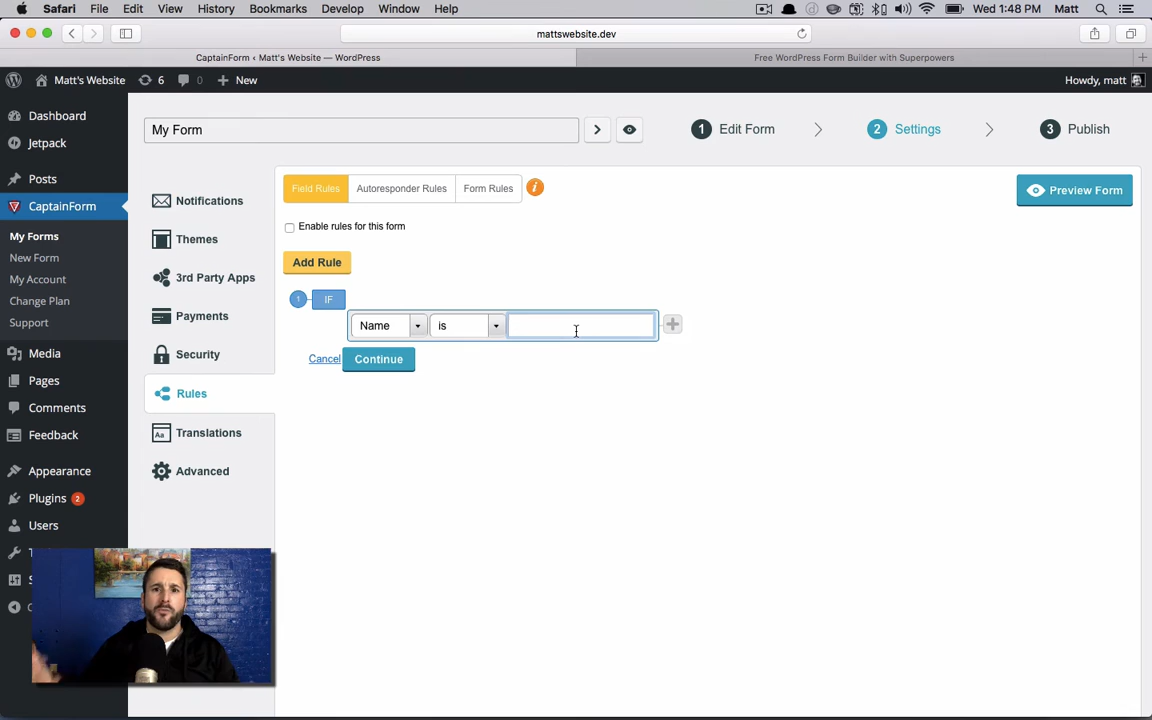 Safari File Edit View History Bookmarks Develop Window Help Wed 1:48 PM Matt
mattswebsite.dev
CaptainForm ‹ Matt's Website — WordPress Free WordPress Form Builder with Superpowers
Matt's Website 6 0 New Howdy, matt
Dashboard
Jetpack
Posts
CaptainForm
My Forms
New Form
My Account
Change Plan
Support
Media
Pages
Comments
Feedback
Appearance
Plugins 2
Users
My Form
1 Edit Form 2 Settings 3 Publish
Notifications
Themes
3rd Party Apps
Payments
Security
Rules
Aa Translations
Advanced
Field Rules Autoresponder Rules Form Rules i
Preview Form
Enable rules for this form
Add Rule
1 IF
Name is
Cancel Continue